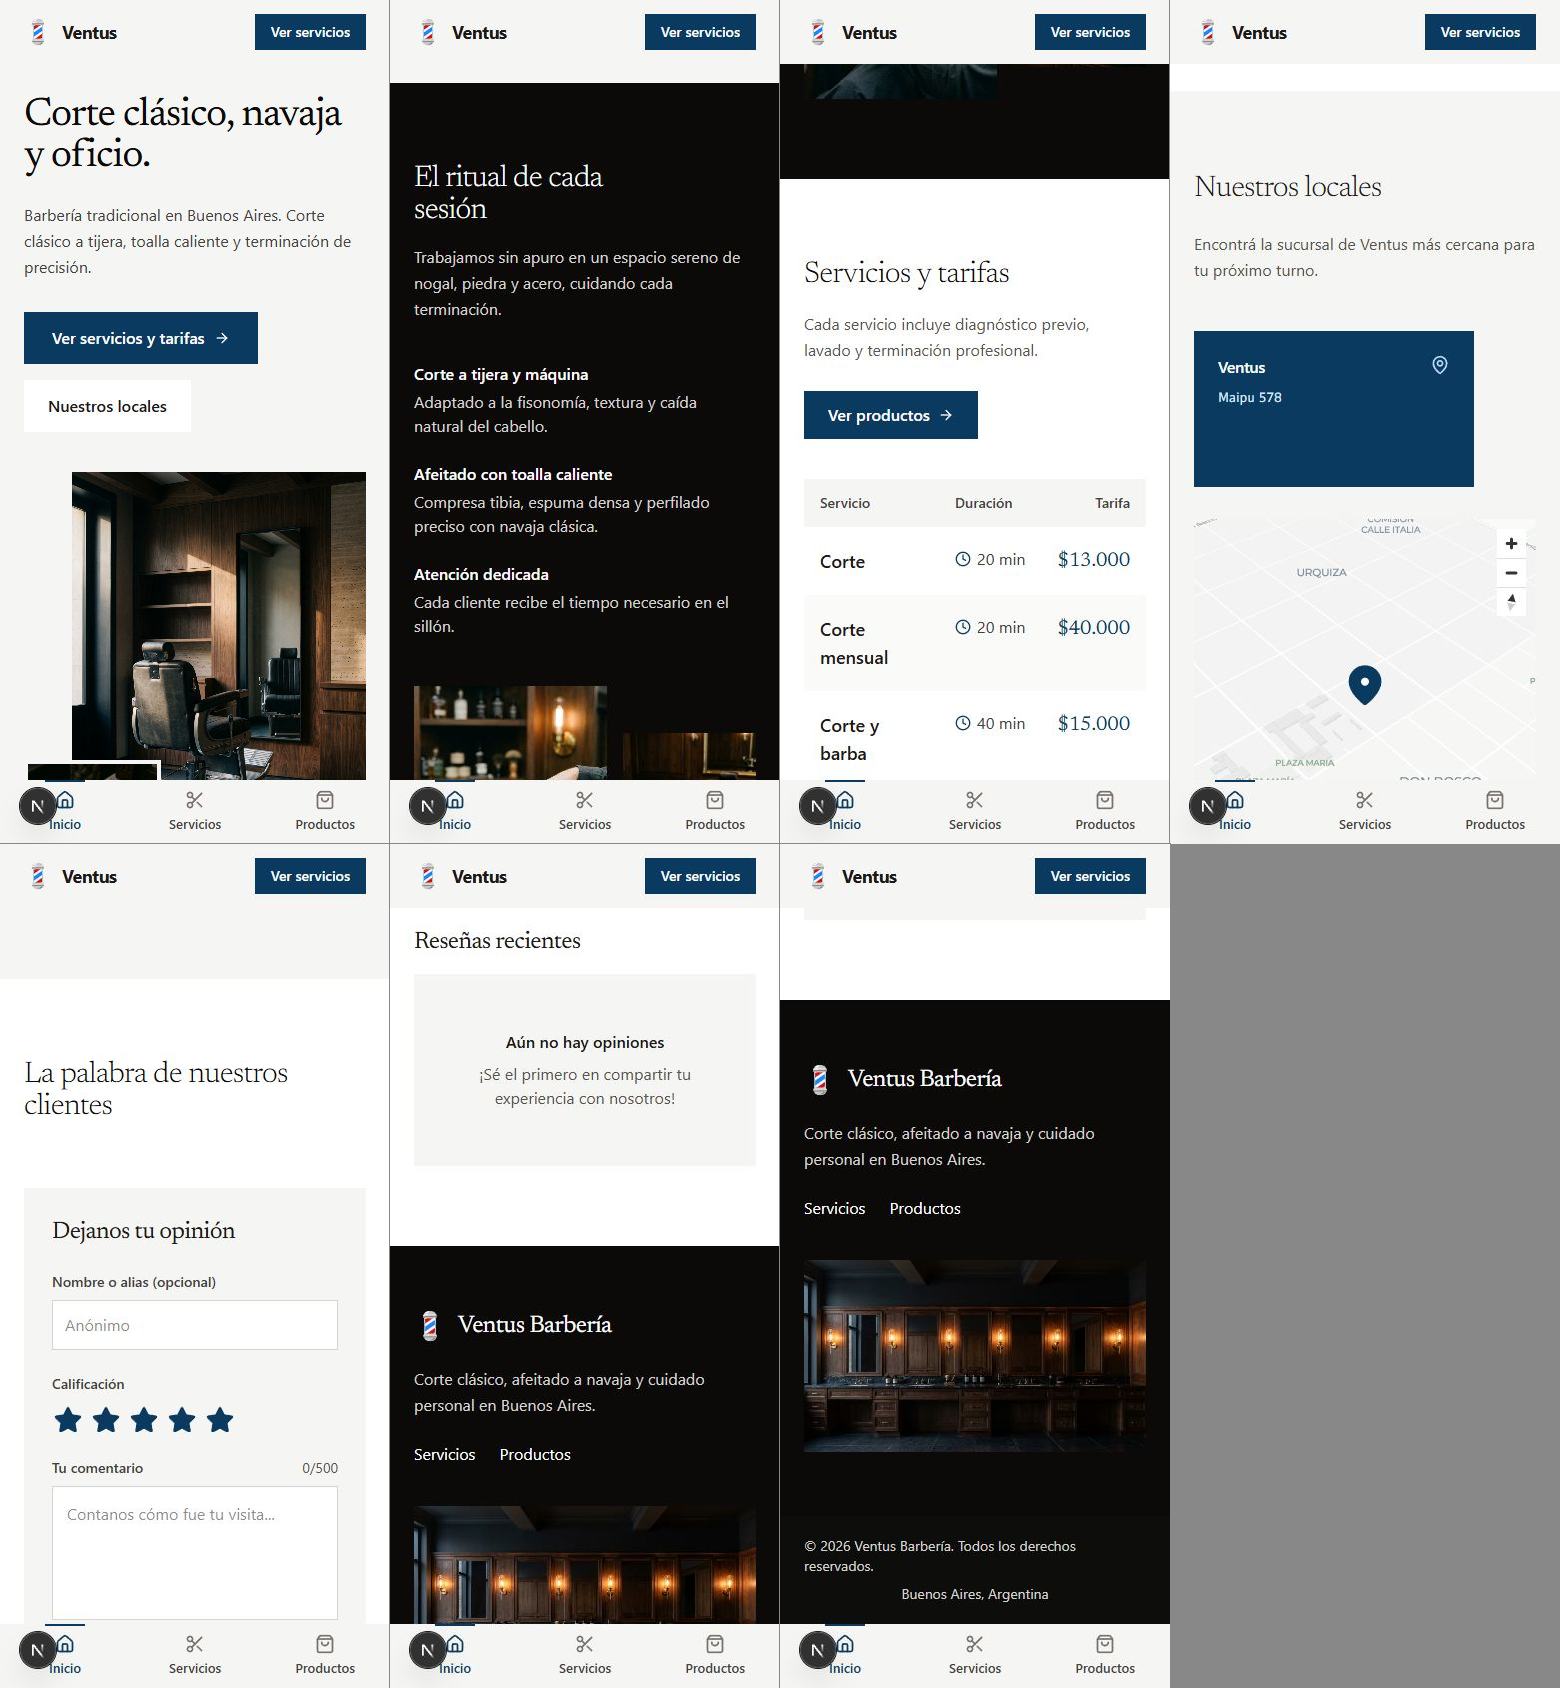 Ventus
Ver servicios
Corte clásico, navaja
y oficio.
Barbería tradicional en Buenos Aires. Corte
clásico a tijera, toalla caliente y terminación de
precisión.
Ver servicios y tarifas
Nuestros locales
N
Inicio
Servicios
Productos
Ventus
Ver servicios
El ritual de cada
sesión
Trabajamos sin apuro en un espacio sereno de
nogal, piedra y acero, cuidando cada
terminación.
Corte a tijera y máquina
Adaptado a la fisonomía, textura y caída
natural del cabello.
Afeitado con toalla caliente
Compresa tibia, espuma densa y perfilado
preciso con navaja clásica.
Atención dedicada
Cada cliente recibe el tiempo necesario en el
sillón.
N
Inicio
Servicios
Productos
Ventus
Ver servicios
Servicios y tarifas
Cada servicio incluye diagnóstico previo,
lavado y terminación profesional.
Ver productos
Servicio Duración Tarifa
Corte 20 min $13.000
Corte
mensual 20 min $40.000
Corte y
barba 40 min $15.000
N
Inicio
Servicios
Productos
Ventus
Ver servicios
Nuestros locales
Encontrá la sucursal de Ventus más cercana para
tu próximo turno.
Ventus
Maipu 578
COMISIÓN
CALLE ITALIA
URQUIZA
P
PLAZA MARIA
PLAZA MARÍA
DON BOSCO
N
Inicio
Servicios
Productos
Ventus
Ver servicios
La palabra de nuestros
clientes
Dejanos tu opinión
Nombre o alias (opcional)
Anónimo
Calificación
Tu comentario 0/500
Contanos cómo fue tu visita...
N
Inicio
Servicios
Productos
Ventus
Ver servicios
Reseñas recientes
Aún no hay opiniones
¡Sé el primero en compartir tu
experiencia con nosotros!
Ventus Barbería
Corte clásico, afeitado a navaja y cuidado
personal en Buenos Aires.
Servicios Productos
N
Inicio
Servicios
Productos
Ventus
Ver servicios
Ventus Barbería
Corte clásico, afeitado a navaja y cuidado
personal en Buenos Aires.
Servicios Productos
© 2026 Ventus Barbería. Todos los derechos
reservados.
Buenos Aires, Argentina
N
Inicio
Servicios
Productos